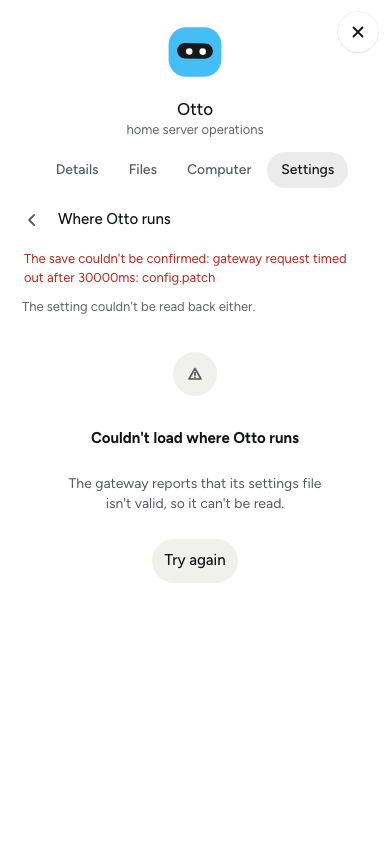 Otto
home server operations
Details Files Computer Settings
Where Otto runs
The save couldn't be confirmed: gateway request timed
out after 30000ms: config.patch
The setting couldn't be read back either.
Couldn't load where Otto runs
The gateway reports that its settings file
isn't valid, so it can't be read.
Try again